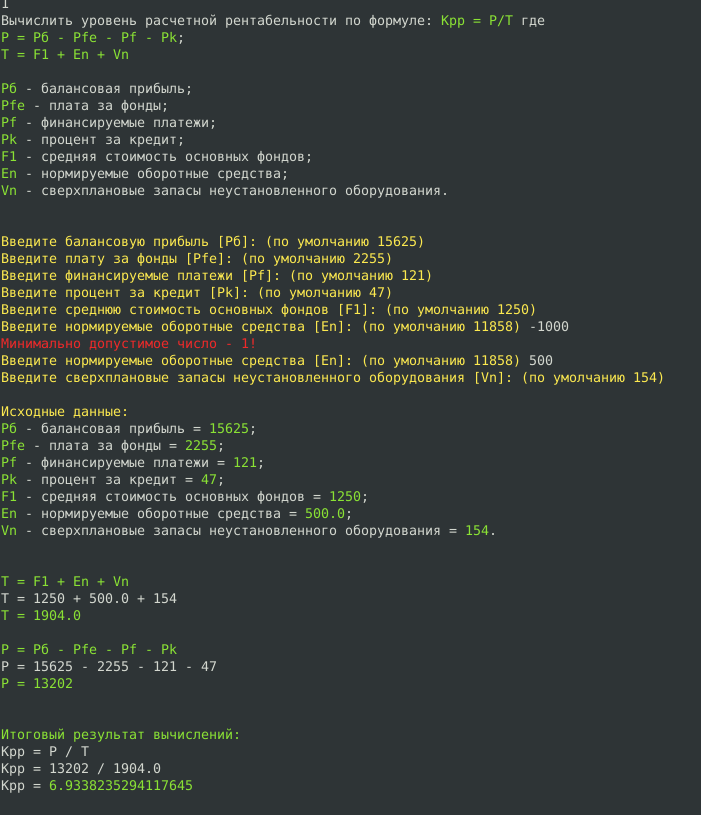 1
Вычислить уровень расчетной рентабельности по формуле: Kpp = P/T где
P = Pб - Pfe - Pf - Pk;
T = F1 + En + Vn
Pб - балансовая прибыль;
Pfe - плата за фонды;
Pf - финансируемые платежи;
Pk - процент за кредит;
F1 - средняя стоимость основных фондов;
En - нормируемые оборотные средства;
Vn - сверхплановые запасы неустановленного оборудования.
Введите балансовую прибыль [Pб]: (по умолчанию 15625)
Введите плату за фонды [Pfe]: (по умолчанию 2255)
Введите финансируемые платежи [Pf]: (по умолчанию 121)
Введите процент за кредит [Pk]: (по умолчанию 47)
Введите среднюю стоимость основных фондов [F1]: (по умолчанию 1250)
Введите нормируемые оборотные средства [En]: (по умолчанию 11858) -1000
Минимально допустимое число - 1!
Введите нормируемые оборотные средства [En]: (по умолчанию 11858) 500
Введите сверхплановые запасы неустановленного оборудования [Vn]: (по умолчанию 154)
Исходные данные:
Pб - балансовая прибыль = 15625;
Pfe - плата за фонды = 2255;
Pf - финансируемые платежи = 121;
Pk - процент за кредит = 47;
F1 - средняя стоимость основных фондов = 1250;
En - нормируемые оборотные средства = 500.0;
Vn - сверхплановые запасы неустановленного оборудования = 154.
T = F1 + En + Vn
T = 1250 + 500.0 + 154
T = 1904.0
P = Pб - Pfe - Pf - Pk
P = 15625 - 2255 - 121 - 47
P = 13202
Итоговый результат вычислений:
Kpp = P / T
Kpp = 13202 / 1904.0
Kpp = 6.9338235294117645